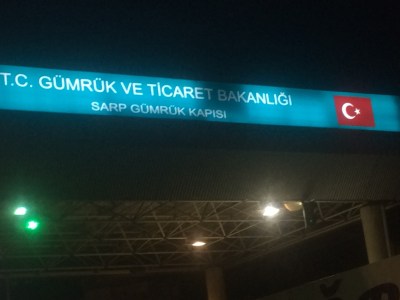 T.C. GÜMRÜK VE TİCARET BAKANLIĞI
SARP GÜMRÜK KAPISI